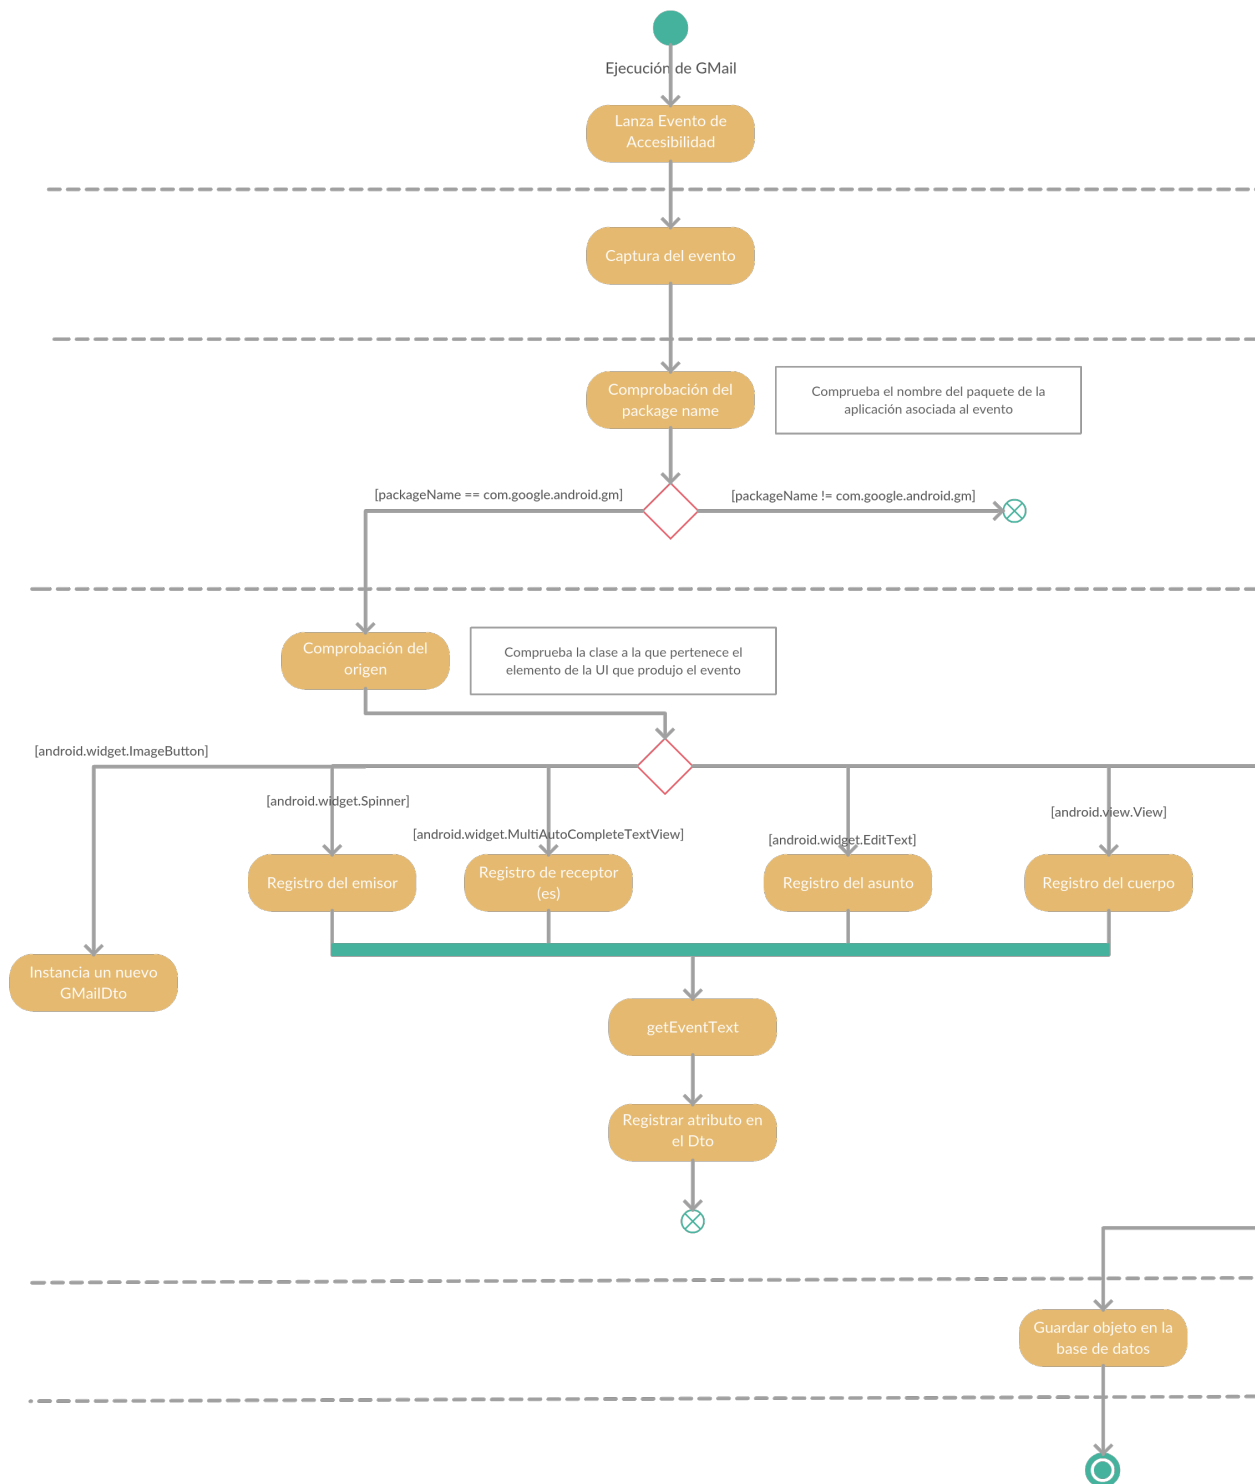 Ejecución de GMail
Lanza Evento de
Accesibilidad
Captura del evento
Comprobación del
package name
Comprueba el nombre del paquete de la
aplicación asociada al evento
[packageName == com.google.android.gm]
[packageName != com.google.android.gm]
Comprobación del
origen
Comprueba la clase a la que pertenece el
elemento de la UI que produjo el evento
[android.widget.ImageButton]
[android.widget.Spinner]
[android.widget.MultiAutoCompleteTextView]
[android.widget.EditText]
[android.view.View]
Registro del emisor
Registro de receptor
(es)
Registro del asunto
Registro del cuerpo
Instancia un nuevo
GMailDto
getEventText
Registrar atributo en
el Dto
Guardar objeto en la
base de datos